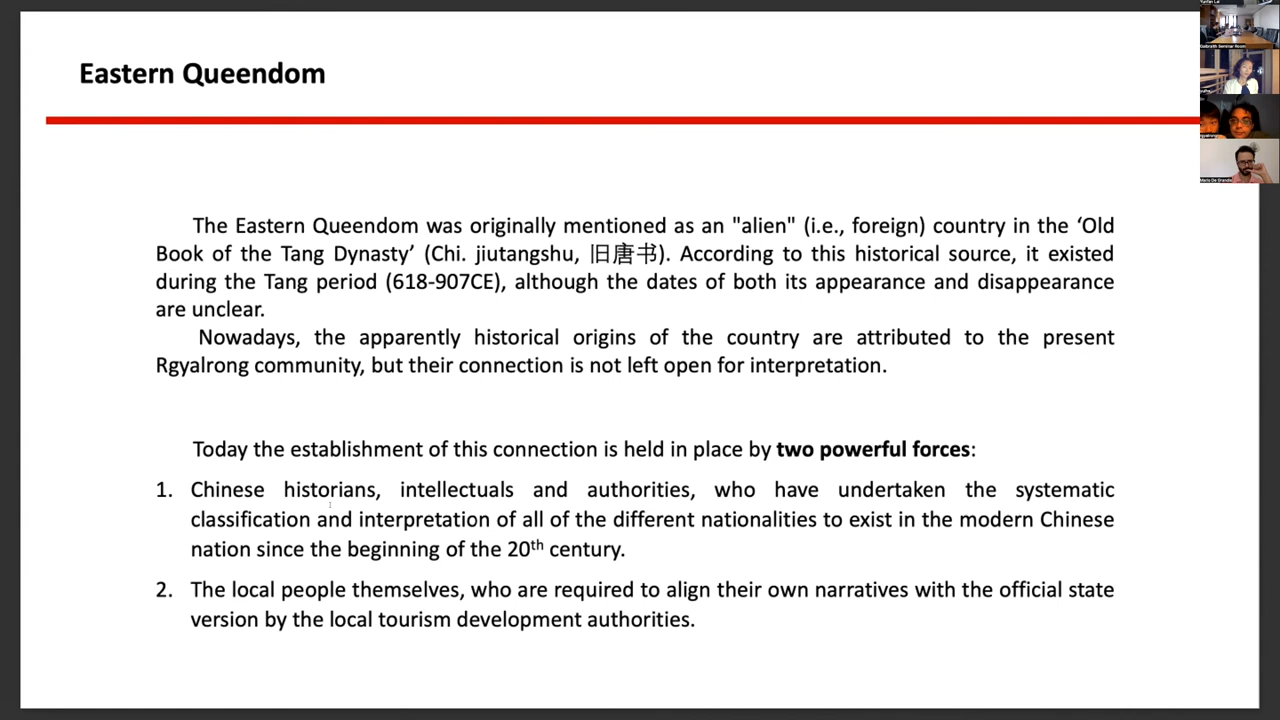 Eastern Queendom
The Eastern Queendom was originally mentioned as an "alien" (i.e., foreign) country in the ‘Old
Book of the Tang Dynasty’ (Chi. jiutangshu, 旧唐书). According to this historical source, it existed
during the Tang period (618-907CE), although the dates of both its appearance and disappearance
are unclear.
Nowadays, the apparently historical origins of the country are attributed to the present
Rgyalrong community, but their connection is not left open for interpretation.
Today the establishment of this connection is held in place by two powerful forces:
1. Chinese historians, intellectuals and authorities, who have undertaken the systematic
classification and interpretation of all of the different nationalities to exist in the modern Chinese
nation since the beginning of the 20th century.
2. The local people themselves, who are required to align their own narratives with the official state
version by the local tourism development authorities.